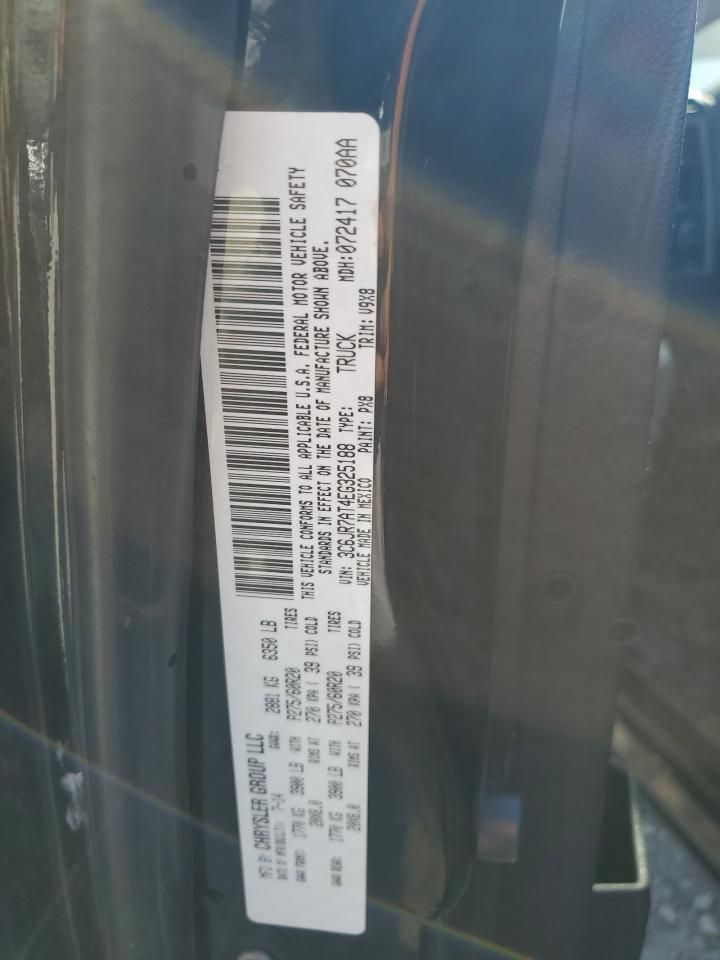 MFD BY CHRYSLER GROUP LLC
DATE OF MFR(BUILT): 7-14 GVWR: 2881 KG 6350 LB
GAWR FRONT: 1770 KG 3900 LB WITH P275/60R20 TIRES
20X8.0 RIMS AT 270 KPA ( 39 PSI) COLD
GAWR REAR: 1770 KG 3900 LB WITH P275/60R20 TIRES
20X8.0 RIMS AT 270 KPA ( 39 PSI) COLD
THIS VEHICLE CONFORMS TO ALL APPLICABLE U.S.A. FEDERAL MOTOR VEHICLE SAFETY
STANDARDS IN EFFECT ON THE DATE OF MANUFACTURE SHOWN ABOVE.
VIN: 3C6JR7AT4EG325188 TYPE: TRUCK MDH:072417 070AA
VEHICLE MADE IN MEXICO PAINT: PX8 TRIM: V9X8